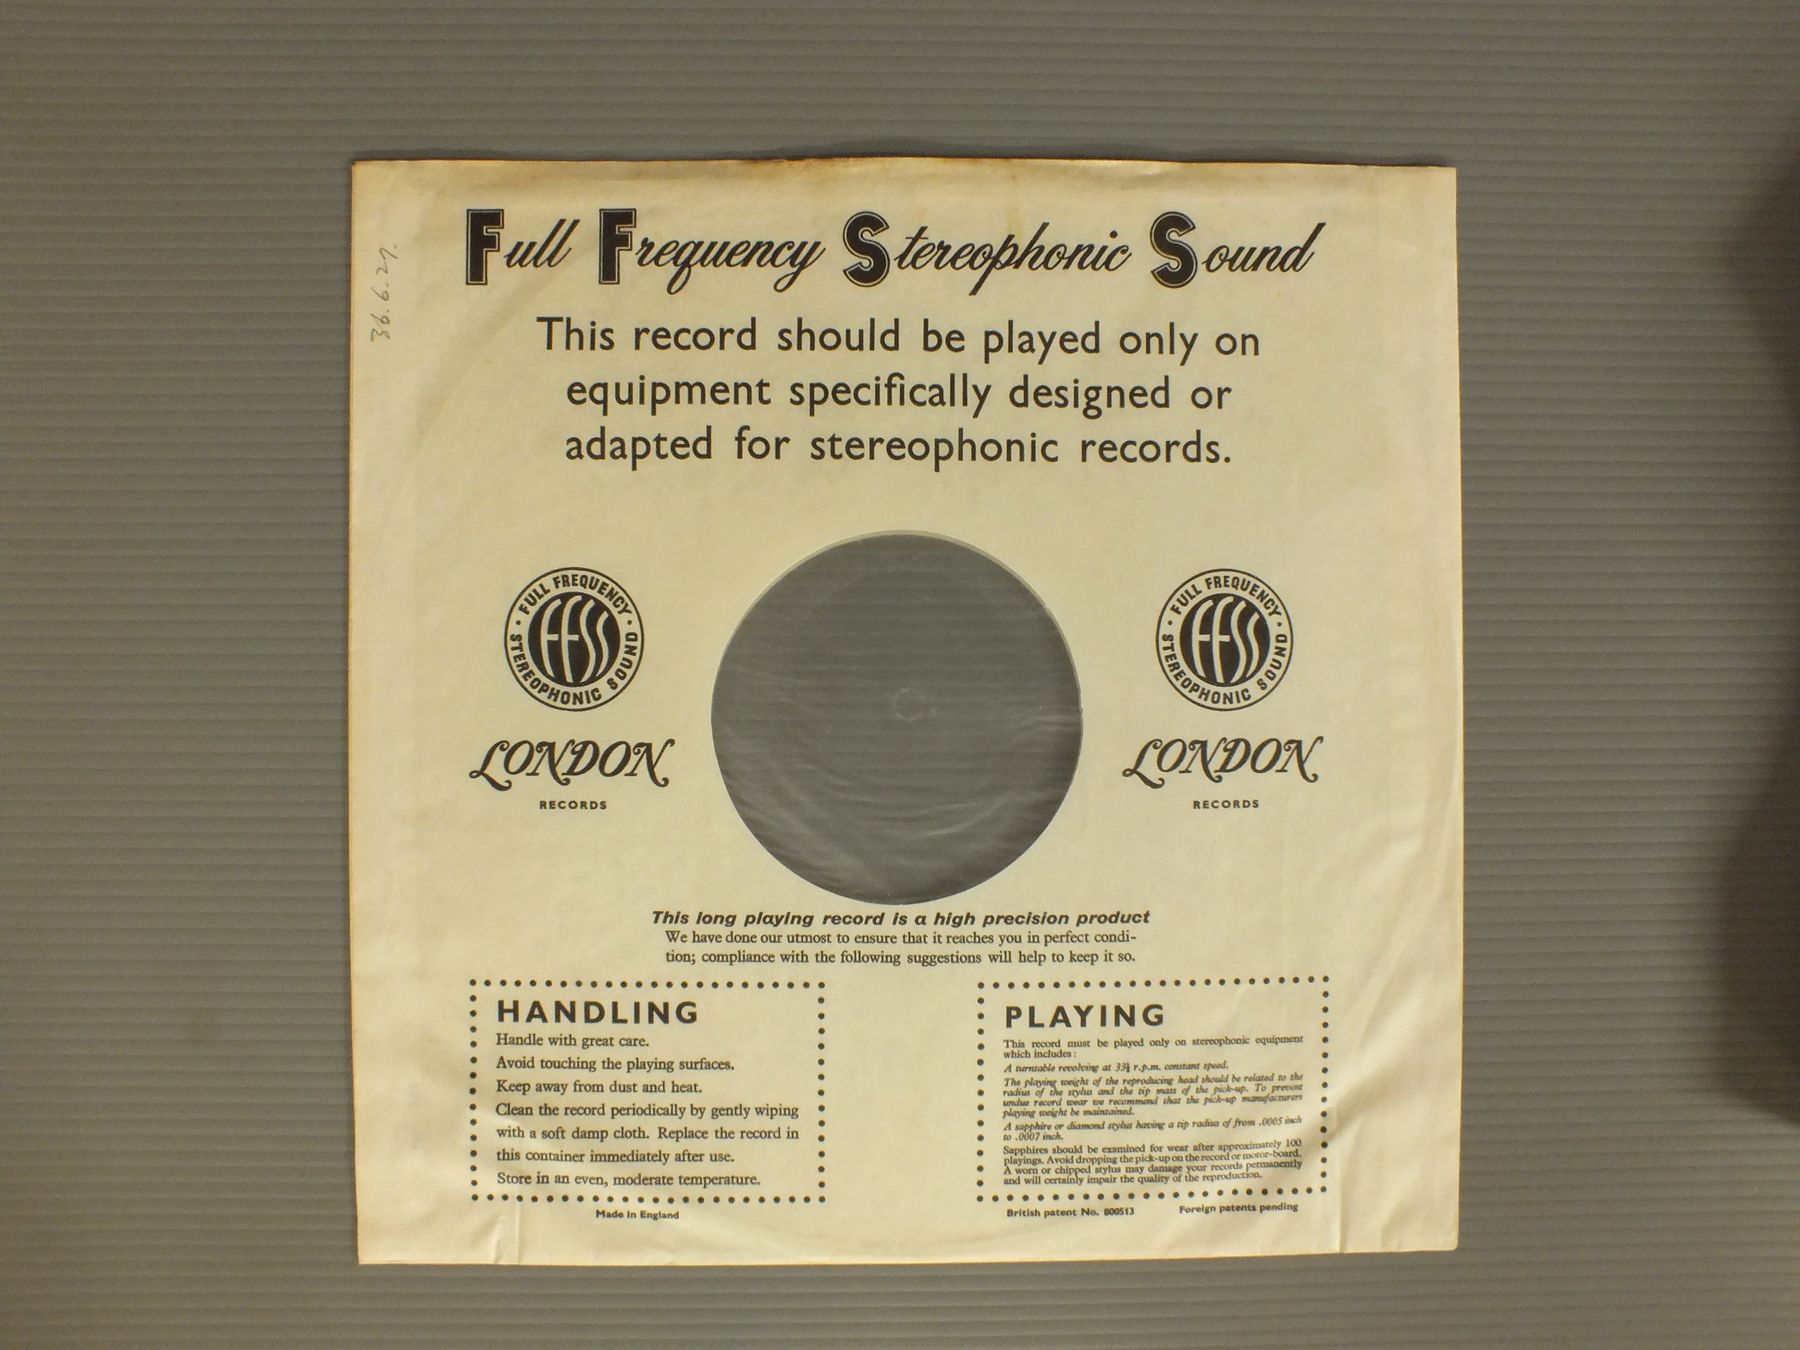 Full Frequency Stereophonic Sound
36.6.27.
This record should be played only on
equipment specifically designed or
adapted for stereophonic records.
FULL FREQUENCY STEREOPHONIC SOUND
FFSS
LONDON
RECORDS
FULL FREQUENCY STEREOPHONIC SOUND
FFSS
LONDON
RECORDS
This long playing record is a high precision product
We have done our utmost to ensure that it reaches you in perfect condi-
tion; compliance with the following suggestions will help to keep it so.
HANDLING
Handle with great care.
Avoid touching the playing surfaces.
Keep away from dust and heat.
Clean the record periodically by gently wiping
with a soft damp cloth. Replace the record in
this container immediately after use.
Store in an even, moderate temperature.
Made in England
PLAYING
This record must be played only on stereophonic equipment
which includes:
A turntable revolving at 33⅓ r.p.m. constant speed.
The playing weight of the reproducing head should be related to the
radius of the stylus and the tip mass of the pick-up. To prevent
undue record wear we recommend that the pick-up manufacturers
playing weight be maintained.
A sapphire or diamond stylus having a tip radius of from .0005 inch
to .0007 inch.
Sapphires should be examined for wear after approximately 100
playings. Avoid dropping the pick-up on the record or motor-board.
A worn or chipped stylus may damage your records permanently
and will certainly impair the quality of the reproduction.
British patent No. 800513 Foreign patents pending